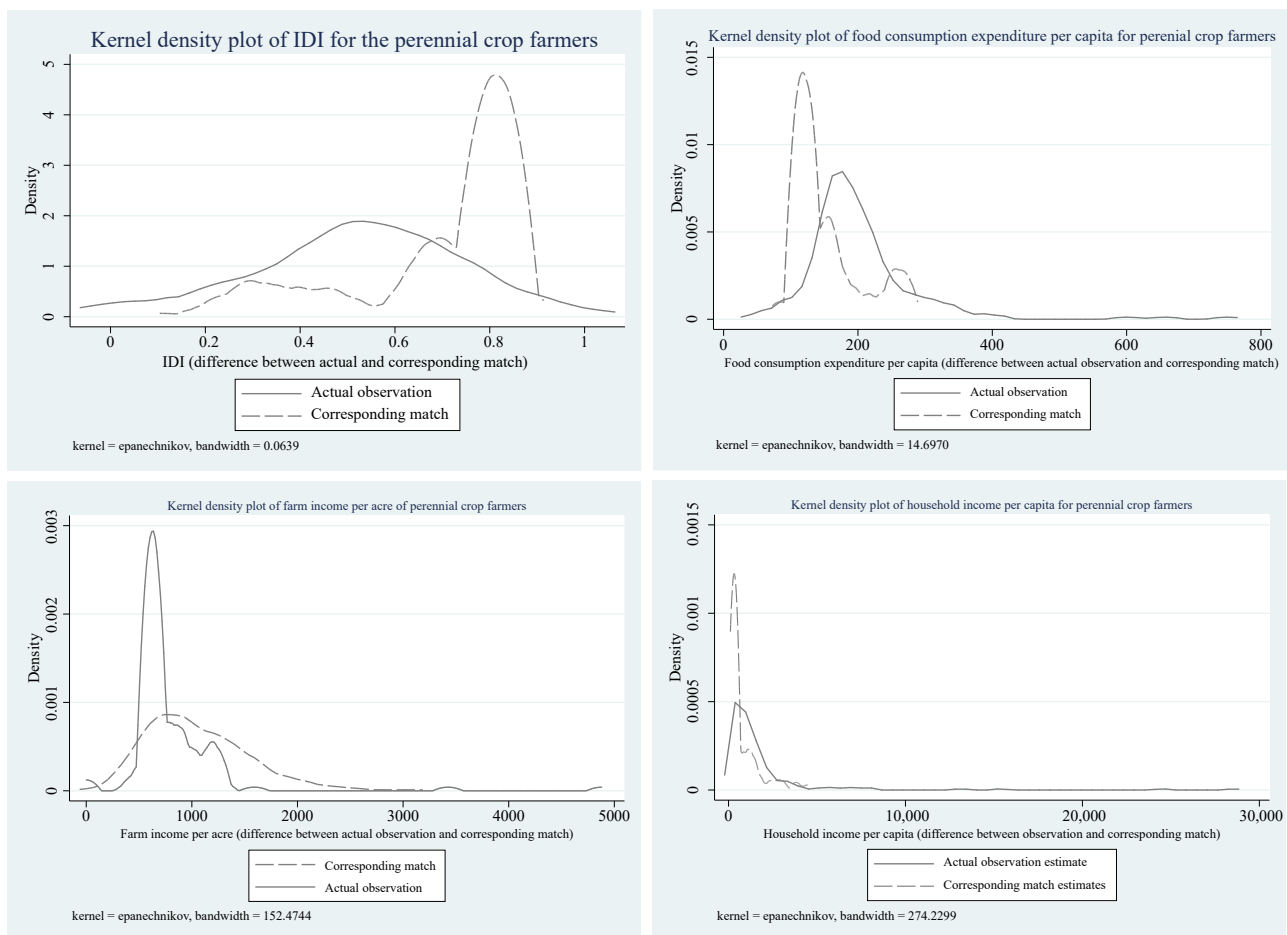 Kernel density plot of IDI for the perennial crop farmers
5
4
3
2
1
0
Density
0 0.2 0.4 0.6 0.8 1
IDI (difference between actual and corresponding match)
Actual observation
Corresponding match
kernel = epanechnikov, bandwidth = 0.0639
Kernel density plot of food consumption expenditure per capita for perenial crop farmers
0.015
0.01
0.005
0
Density
0 200 400 600 800
Food consumption expenditure per capita (difference between actual observation and corresponding match)
Actual observation
Corresponding match
kernel = epanechnikov, bandwidth = 14.6970
Kernel density plot of farm income per acre of perennial crop farmers
0.003
0.002
0.001
0
Density
0 1000 2000 3000 4000 5000
Farm income per acre (difference between actual observation and corresponding match)
Corresponding match
Actual observation
kernel = epanechnikov, bandwidth = 152.4744
Kernel density plot of household income per capita for perennial crop farmers
0.0015
0.001
0.0005
0
Density
0 10,000 20,000 30,000
Household income per capita (difference between observation and corresponding match)
Actual observation estimate
Corresponding match estimates
kernel = epanechnikov, bandwidth = 274.2299